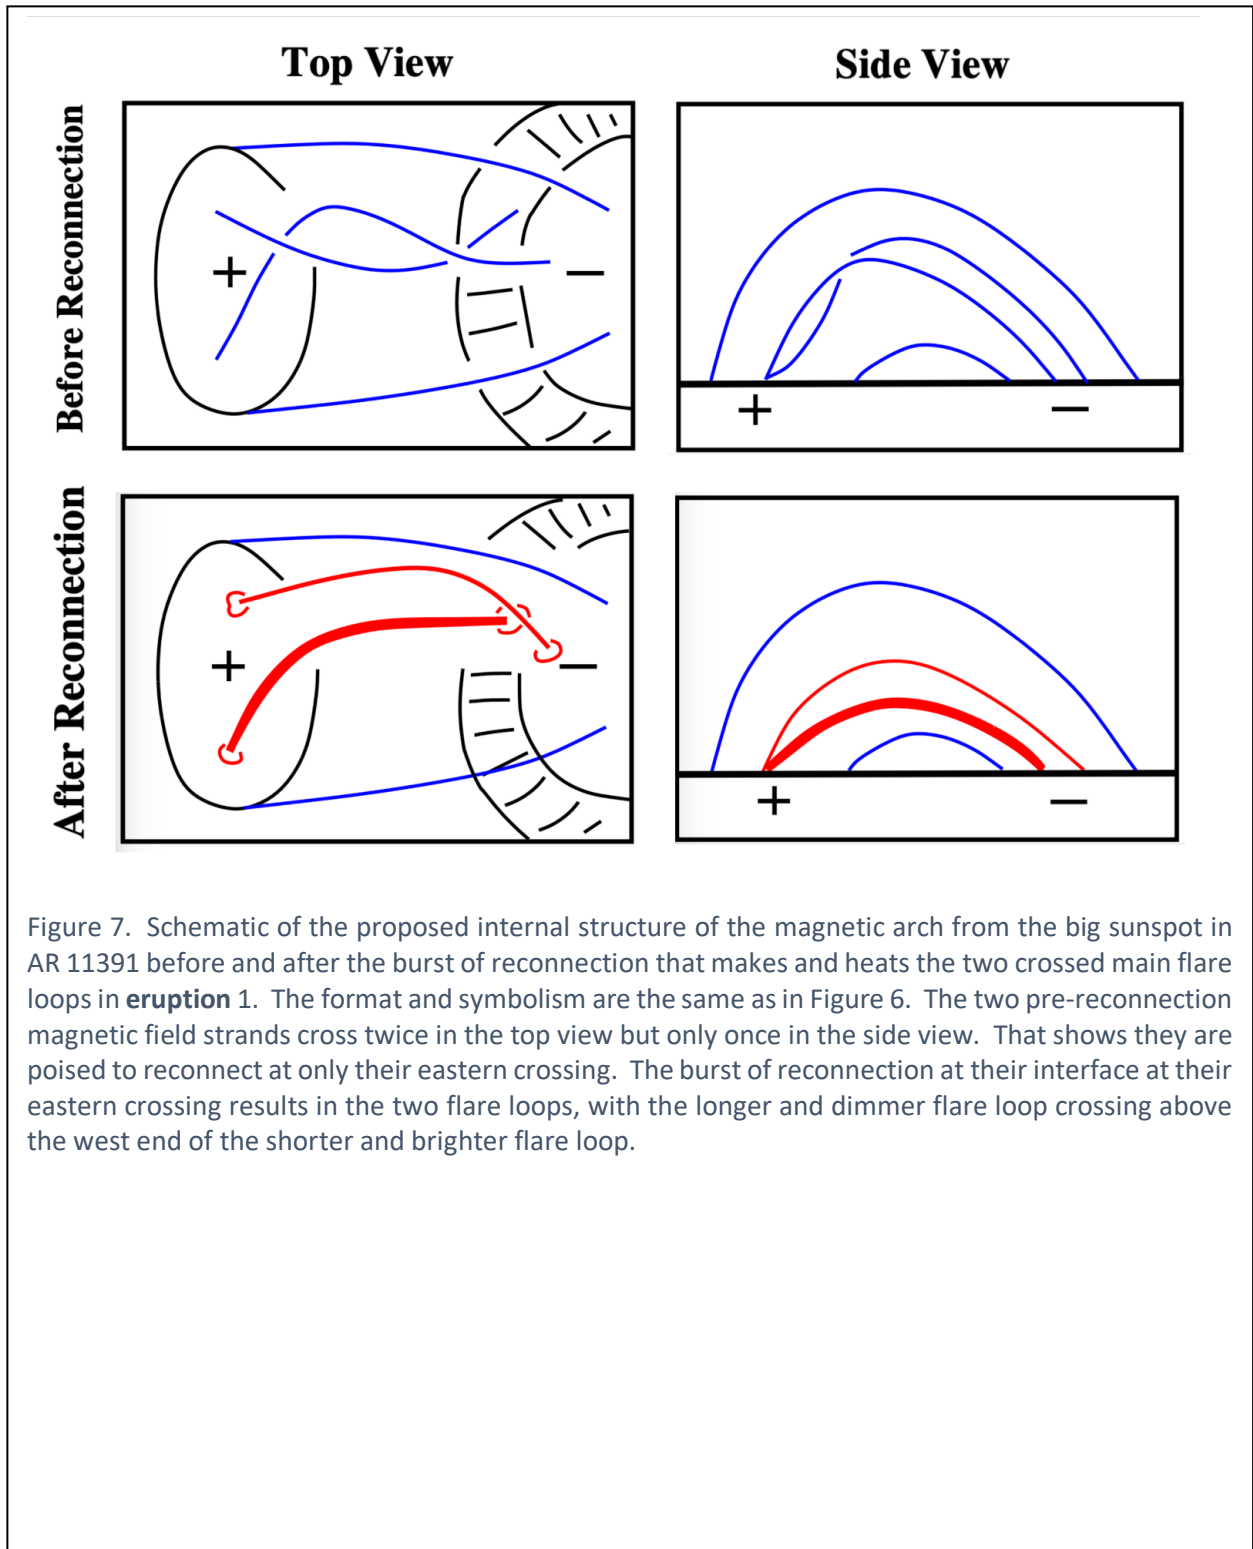 Top View
Side View
Before Reconnection
+
−
+
−
After Reconnection
+
−
+
−
Figure 7. Schematic of the proposed internal structure of the magnetic arch from the big sunspot in
AR 11391 before and after the burst of reconnection that makes and heats the two crossed main flare
loops in eruption 1. The format and symbolism are the same as in Figure 6. The two pre-reconnection
magnetic field strands cross twice in the top view but only once in the side view. That shows they are
poised to reconnect at only their eastern crossing. The burst of reconnection at their interface at their
eastern crossing results in the two flare loops, with the longer and dimmer flare loop crossing above
the west end of the shorter and brighter flare loop.